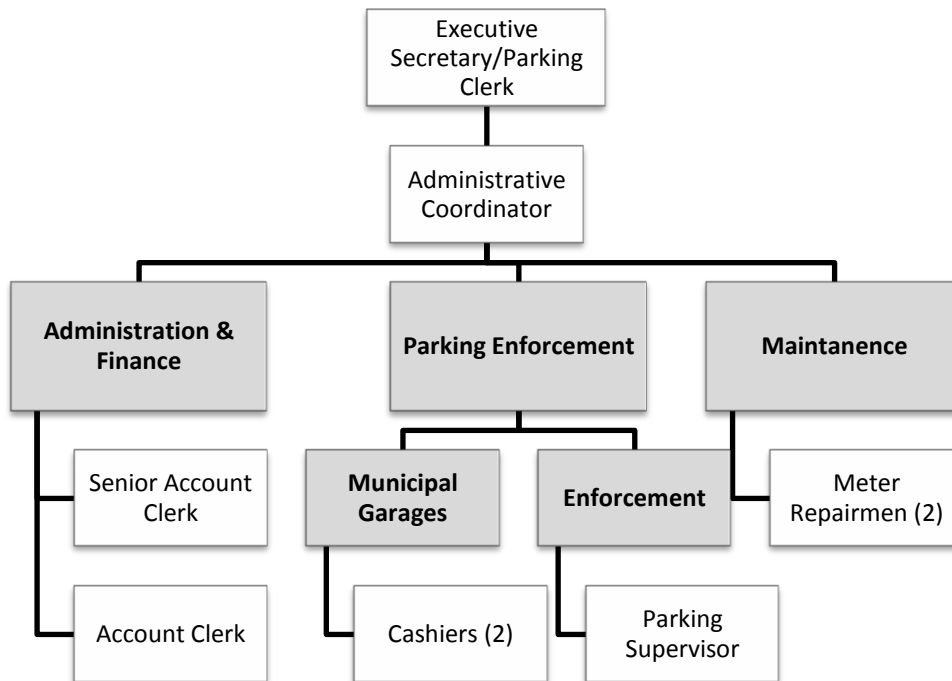 Executive
Secretary/Parking
Clerk
Administrative
Coordinator
Administration &
Finance
Parking Enforcement
Maintanence
Senior Account
Clerk
Municipal
Garages
Enforcement
Meter
Repairmen (2)
Account Clerk
Cashiers (2)
Parking
Supervisor